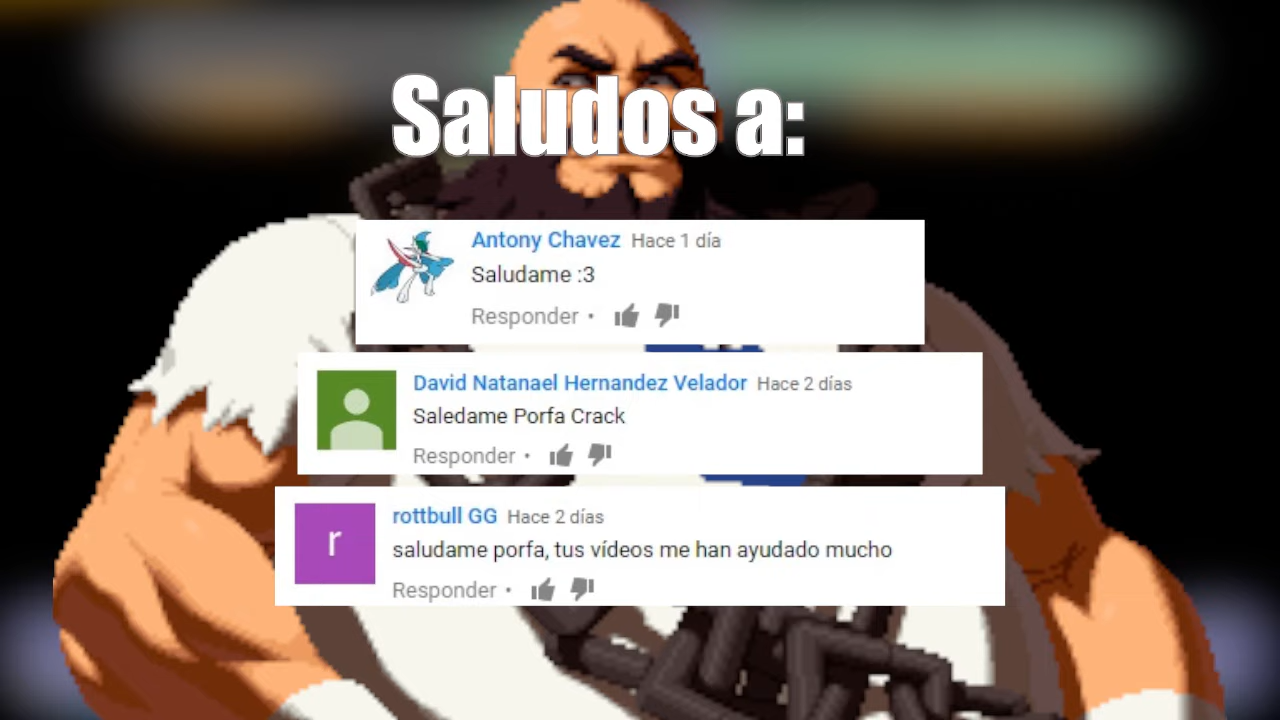 Saludos a:
Antony Chavez Hace 1 día
Saludame :3
Responder •
David Natanael Hernandez Velador Hace 2 días
Saledame Porfa Crack
Responder •
r
rottbull GG Hace 2 días
saludame porfa, tus vídeos me han ayudado mucho
Responder •